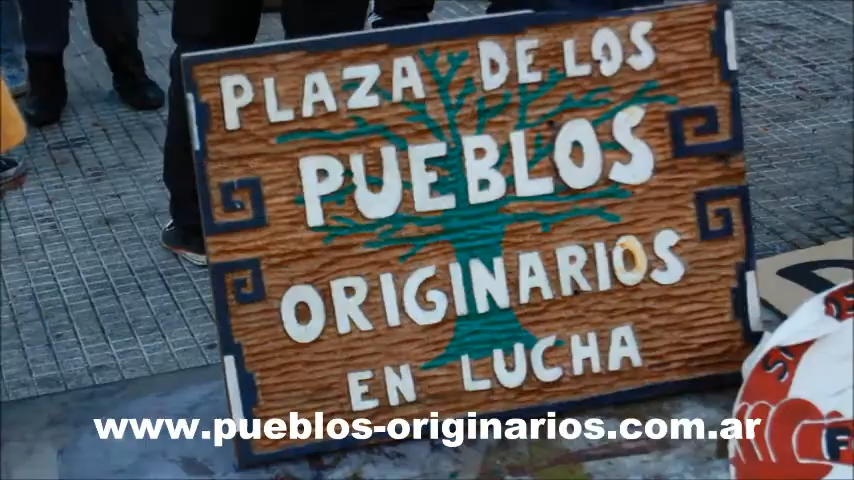 PLAZA DE LOS
PUEBLOS
ORIGINARIOS
EN LUCHA
www.pueblos-originarios.com.ar